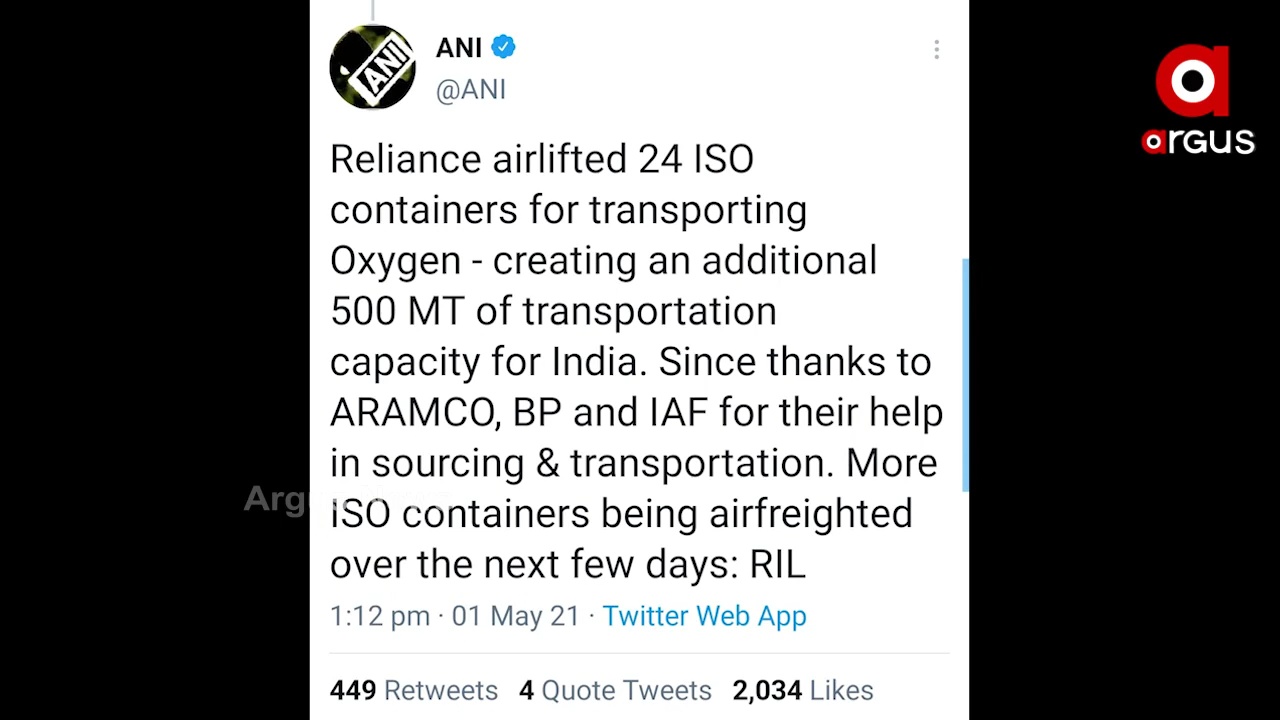 ANI
@ANI
ANI
argus
Reliance airlifted 24 ISO
containers for transporting
Oxygen - creating an additional
500 MT of transportation
capacity for India. Since thanks to
ARAMCO, BP and IAF for their help
in sourcing & transportation. More
ISO containers being airfreighted
over the next few days: RIL
1:12 pm · 01 May 21 · Twitter Web App
449 Retweets 4 Quote Tweets 2,034 Likes